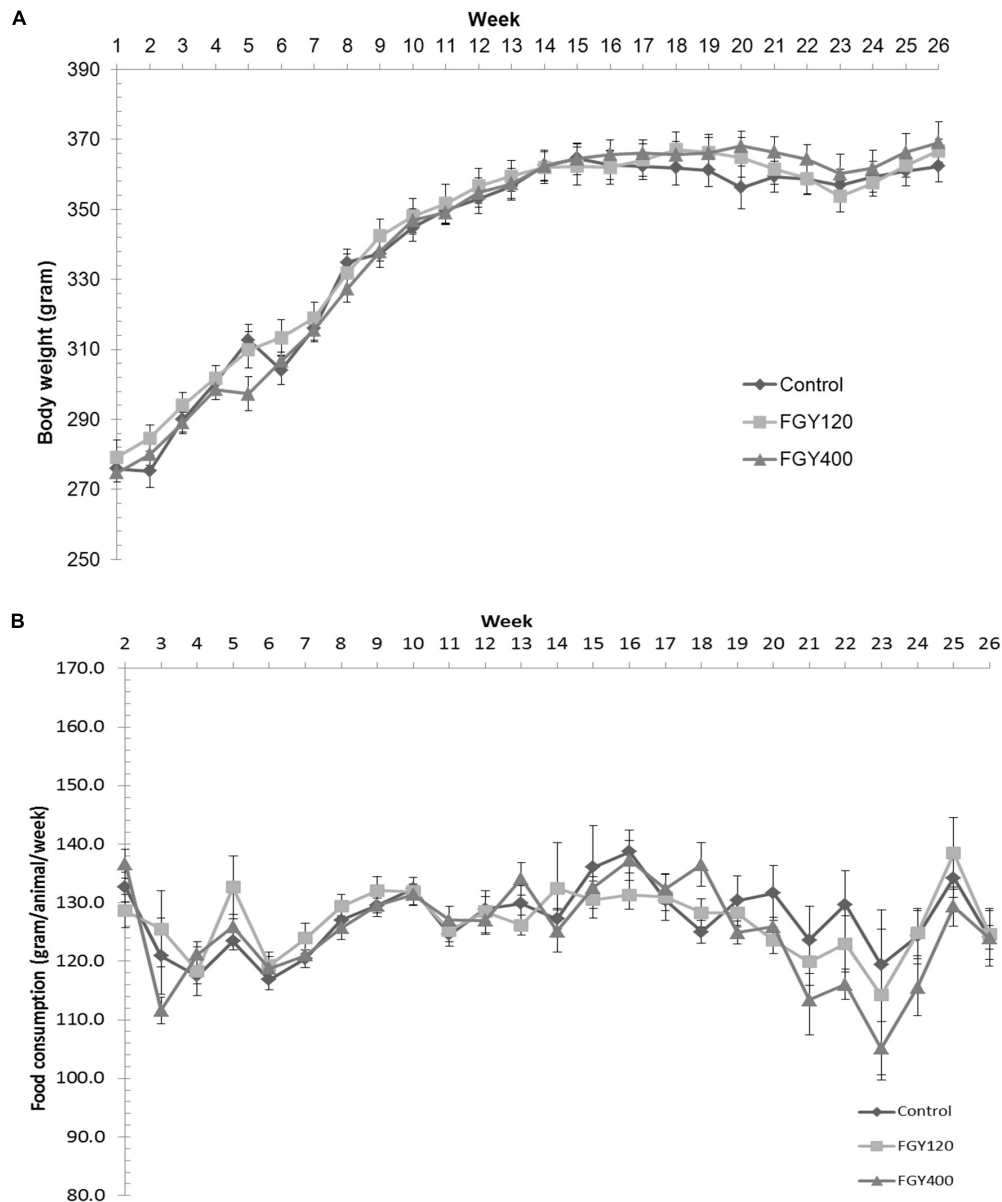 A
Week
1 2 3 4 5 6 7 8 9 10 11 12 13 14 15 16 17 18 19 20 21 22 23 24 25 26
390
370
350
330
310
290
270
250
Body weight (gram)
Control
FGY120
FGY400
B
Week
2 3 4 5 6 7 8 9 10 11 12 13 14 15 16 17 18 19 20 21 22 23 24 25 26
170.0
160.0
150.0
140.0
130.0
120.0
110.0
100.0
90.0
80.0
Food consumption (gram/animal/week)
Control
FGY120
FGY400